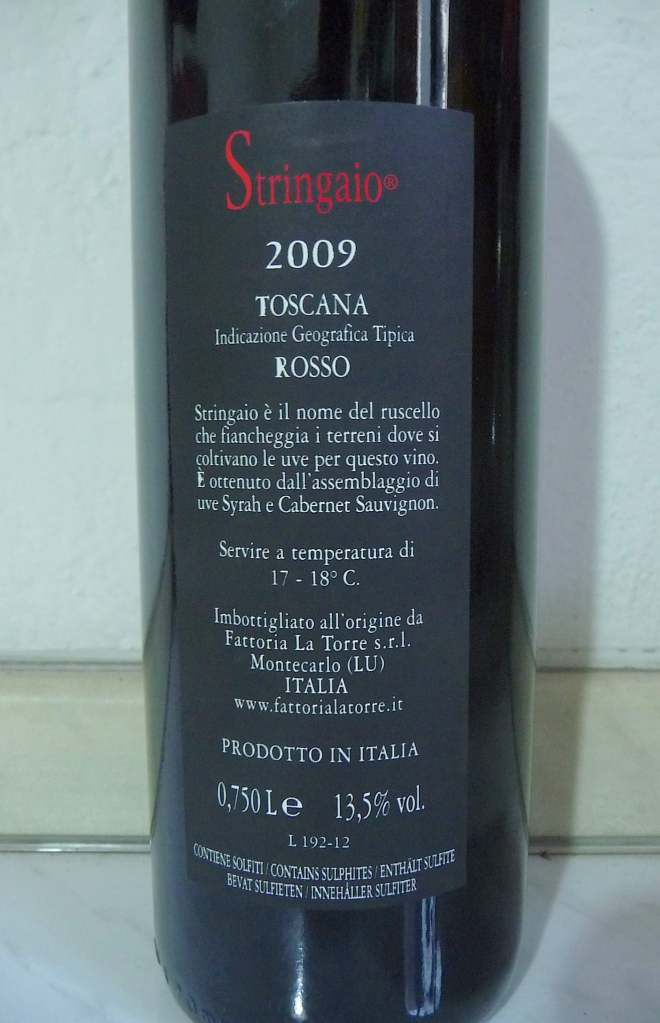 Stringaio®
2009
TOSCANA
Indicazione Geografica Tipica
ROSSO
Stringaio è il nome del ruscello
che fiancheggia i terreni dove si
coltivano le uve per questo vino.
È ottenuto dall'assemblaggio di
uve Syrah e Cabernet Sauvignon.
Servire a temperatura di
17 - 18° C.
Imbottigliato all'origine da
Fattoria La Torre s.r.l.
Montecarlo (LU)
ITALIA
www.fattorialatorre.it
PRODOTTO IN ITALIA
0,750 L e 13,5% vol.
L 192-12
CONTIENE SOLFITI / CONTAINS SULPHITES / ENTHÄLT SULFITE
BEVAT SULFIETEN / INNEHÅLLER SULFITER